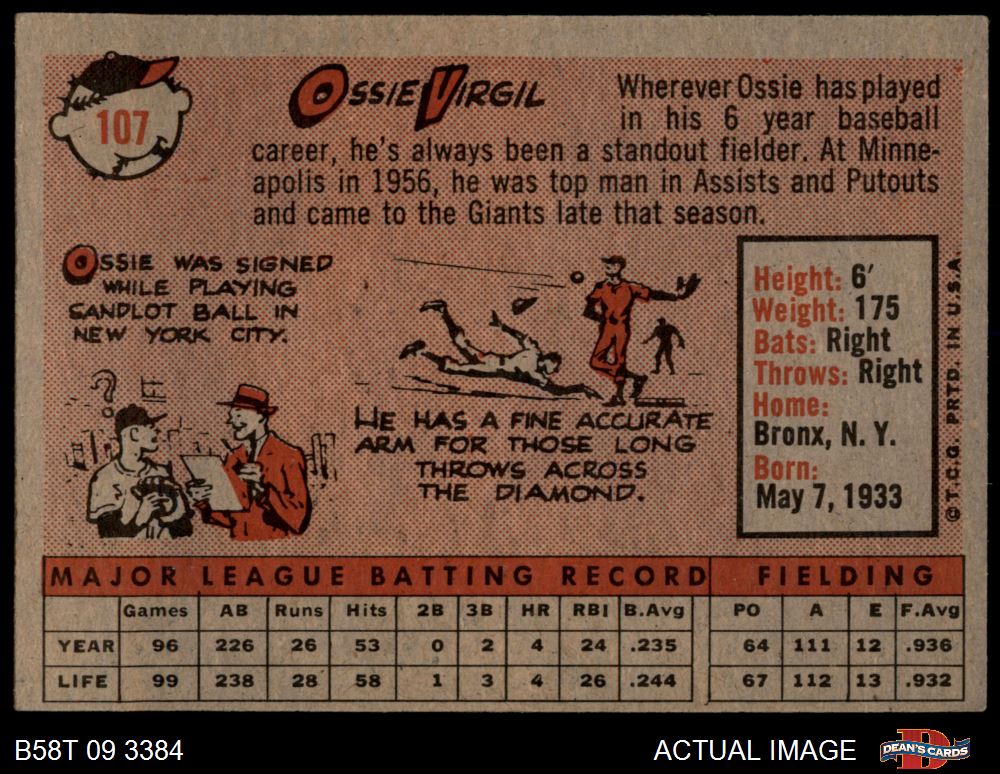 107
OSSIE VIRGIL
Wherever Ossie has played
in his 6 year baseball
career, he's always been a standout fielder. At Minne-
apolis in 1956, he was top man in Assists and Putouts
and came to the Giants late that season.
OSSIE WAS SIGNED
WHILE PLAYING
SANDLOT BALL IN
NEW YORK CITY.
?
HE HAS A FINE ACCURATE
ARM FOR THOSE LONG
THROWS ACROSS
THE DIAMOND.
Height: 6'
Weight: 175
Bats: Right
Throws: Right
Home:
Bronx, N. Y.
Born:
May 7, 1933
©T.C.G. PRTD. IN U.S.A.
MAJOR LEAGUE BATTING RECORD FIELDING
Games AB Runs Hits 2B 3B HR RBI B.Avg PO A E F.Avg
YEAR 96 226 26 53 0 2 4 24 .235 64 111 12 .936
LIFE 99 238 28 58 1 3 4 26 .244 67 112 13 .932
B58T 09 3384
ACTUAL IMAGE
DEAN'S CARDS